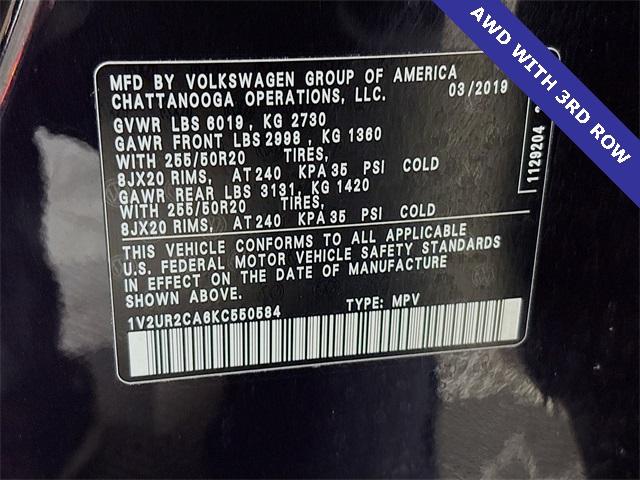 AWD WITH 3RD ROW
MFD BY VOLKSWAGEN GROUP OF AMERICA
CHATTANOOGA OPERATIONS, LLC. 03/2019
GVWR LBS 6019 , KG 2730
GAWR FRONT LBS 2998 , KG 1360
WITH 255/50R20 TIRES,
8JX20 RIMS, AT 240 KPA 35 PSI COLD
GAWR REAR LBS 3131, KG 1420
WITH 255/50R20 TIRES,
8JX20 RIMS, AT 240 KPA 35 PSI COLD
THIS VEHICLE CONFORMS TO ALL APPLICABLE
U.S. FEDERAL MOTOR VEHICLE SAFETY STANDARDS
IN EFFECT ON THE DATE OF MANUFACTURE
SHOWN ABOVE.
1V2UR2CA6KC550584 TYPE: MPV
1129204